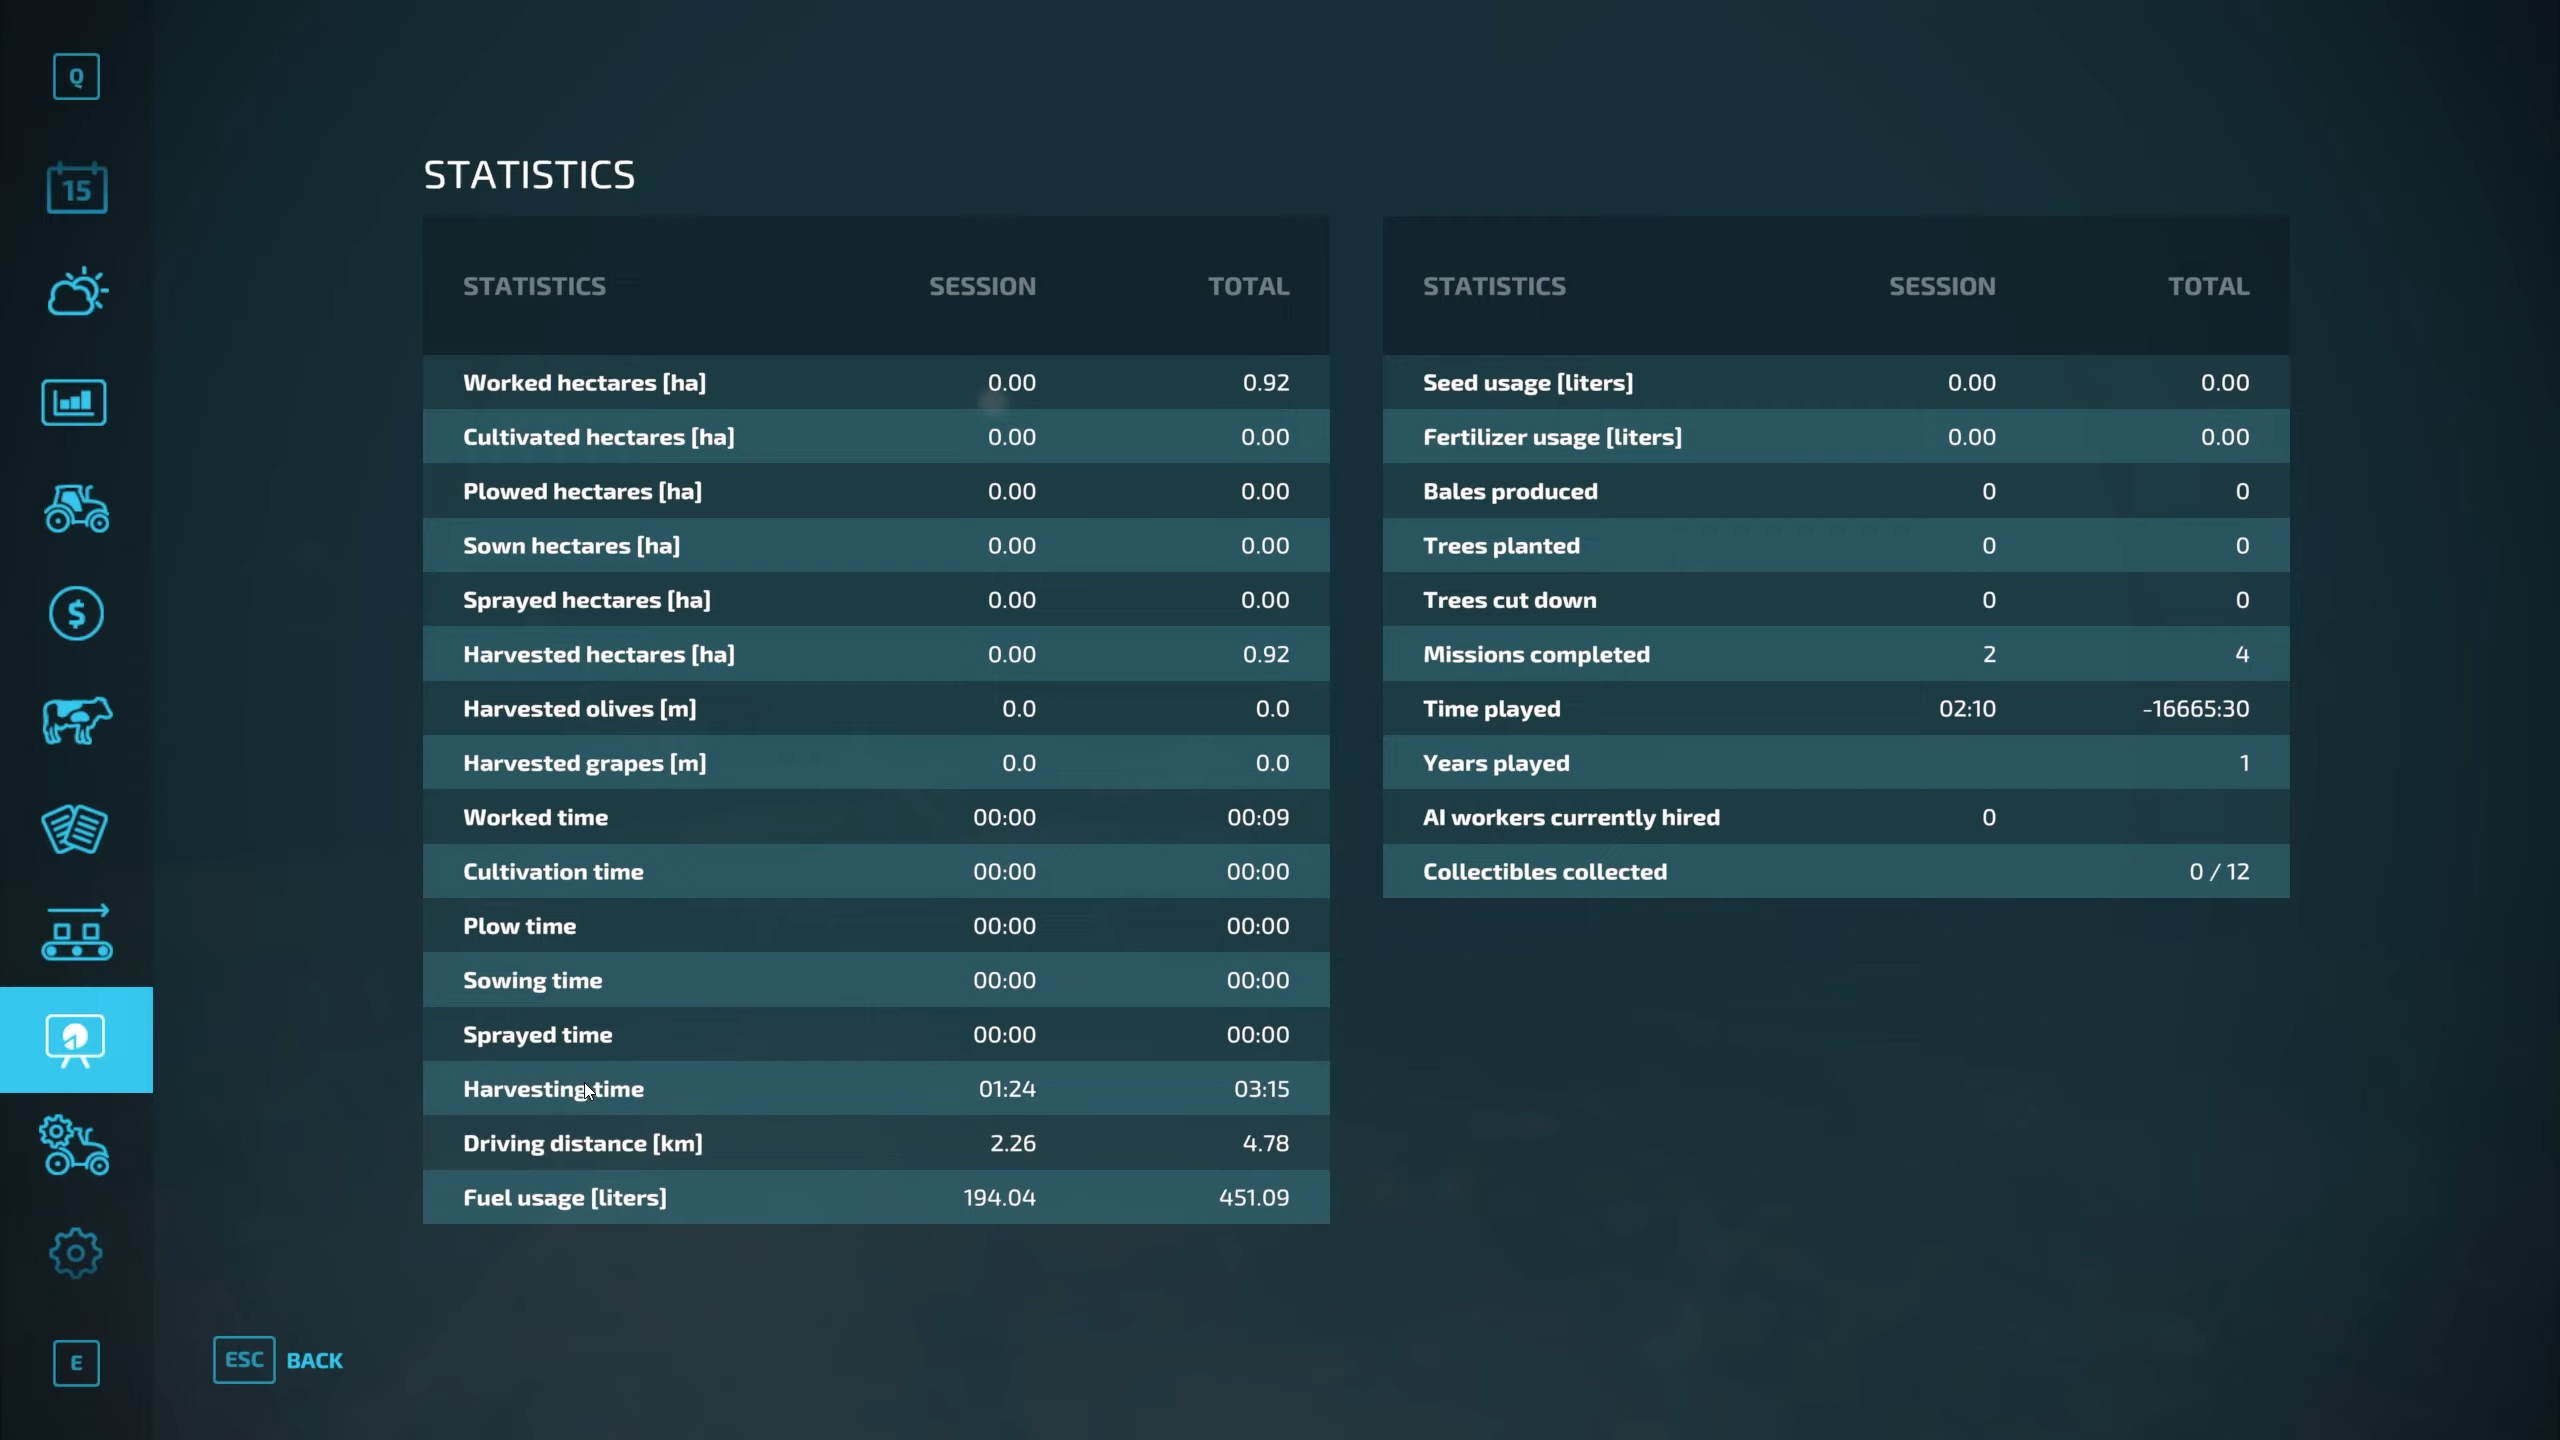 Q
15
$
E
STATISTICS
STATISTICS SESSION TOTAL
Worked hectares [ha] 0.00 0.92
Cultivated hectares [ha] 0.00 0.00
Plowed hectares [ha] 0.00 0.00
Sown hectares [ha] 0.00 0.00
Sprayed hectares [ha] 0.00 0.00
Harvested hectares [ha] 0.00 0.92
Harvested olives [m] 0.0 0.0
Harvested grapes [m] 0.0 0.0
Worked time 00:00 00:09
Cultivation time 00:00 00:00
Plow time 00:00 00:00
Sowing time 00:00 00:00
Sprayed time 00:00 00:00
Harvesting time 01:24 03:15
Driving distance [km] 2.26 4.78
Fuel usage [liters] 194.04 451.09
STATISTICS SESSION TOTAL
Seed usage [liters] 0.00 0.00
Fertilizer usage [liters] 0.00 0.00
Bales produced 0 0
Trees planted 0 0
Trees cut down 0 0
Missions completed 2 4
Time played 02:10 -16665:30
Years played 1
AI workers currently hired 0
Collectibles collected 0 / 12
ESC BACK